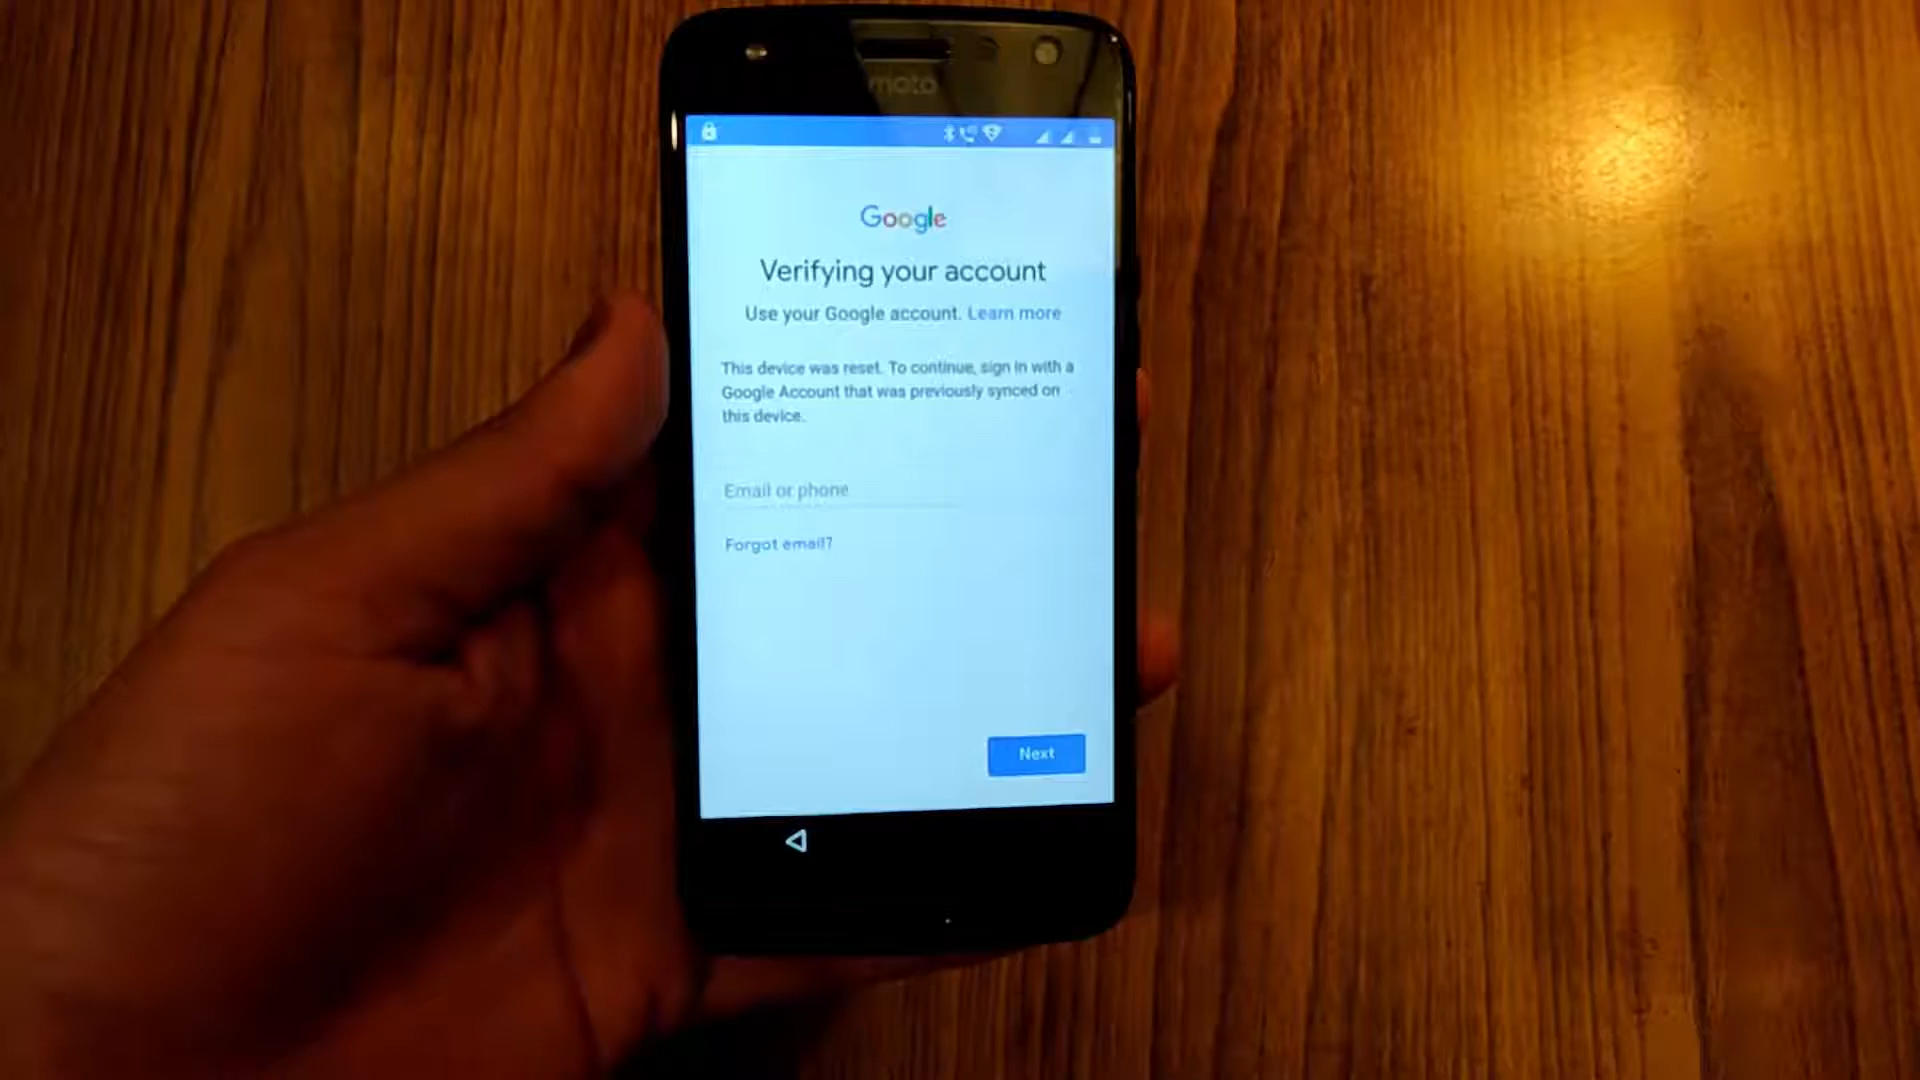 moto
Google
Verifying your account
Use your Google account. Learn more
This device was reset. To continue, sign in with a
Google Account that was previously synced on
this device.
Email or phone
Forgot email?
Next